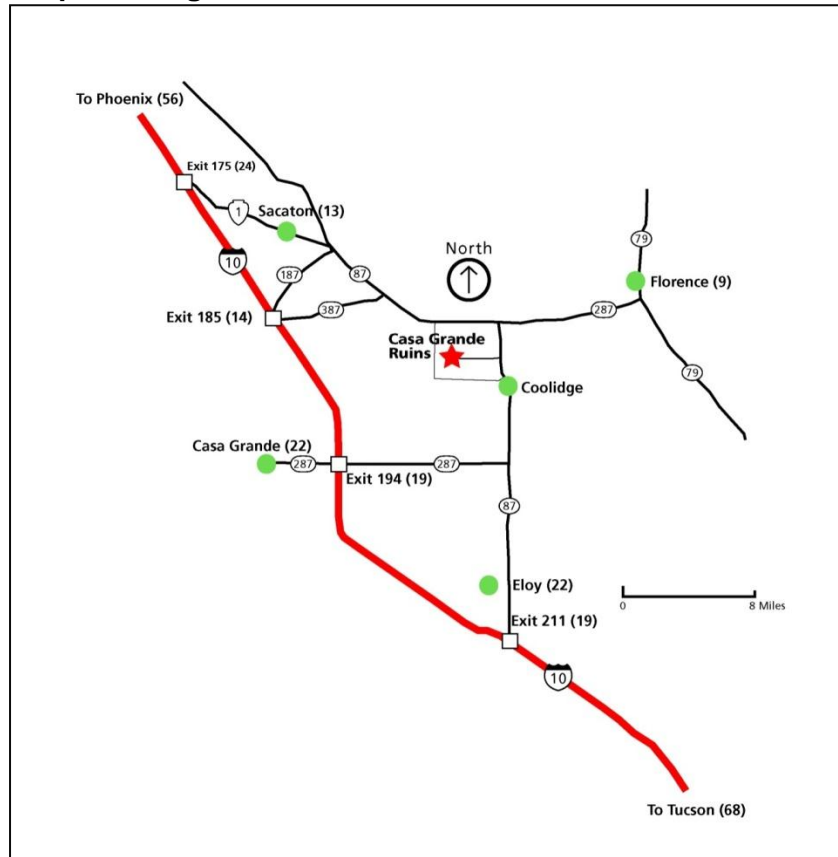 To Phoenix (56)
Exit 175 (24)
1
Sacaton (13)
10
187
87
North
79
Florence (9)
Exit 185 (14)
387
287
Casa Grande
Ruins
79
Coolidge
Casa Grande (22)
287
287
Exit 194 (19)
87
Eloy (22)
0
8 Miles
Exit 211 (19)
10
To Tucson (68)